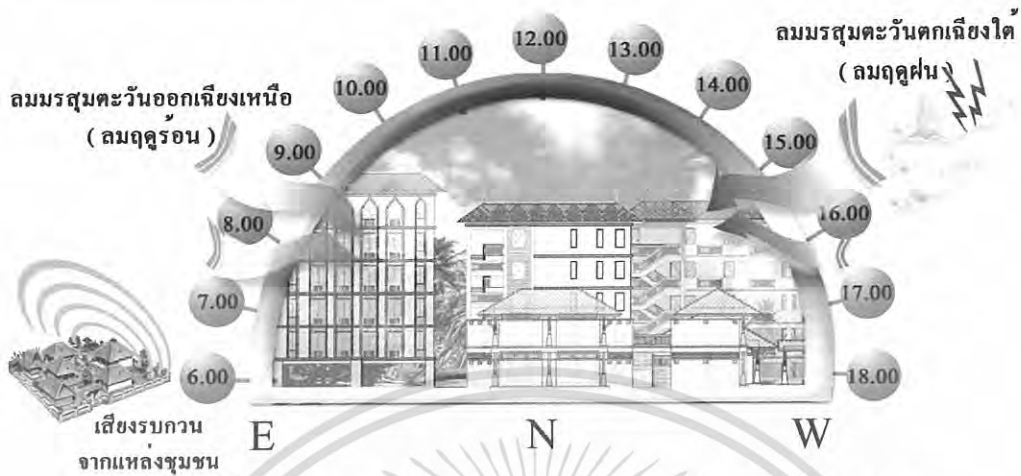 ลมมรสุมตะวันตกเฉียงใต้
( ลมฤดูฝน )
ลมมรสุมตะวันออกเฉียงเหนือ
( ลมฤดูร้อน )
12.00
11.00
13.00
10.00
14.00
9.00
15.00
8.00
16.00
7.00
17.00
6.00
18.00
เสียงรบกวน
จากแหล่งชุมชน
E
N
W